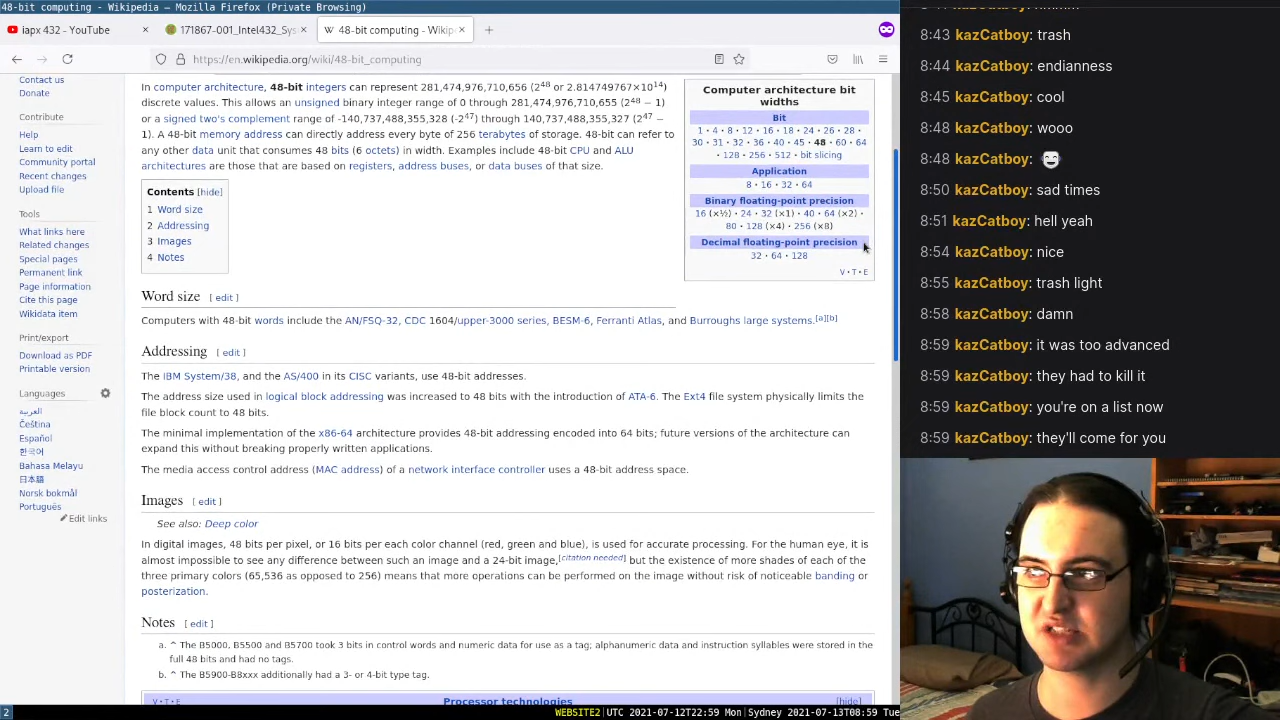 48-bit computing - Wikipedia — Mozilla Firefox (Private Browsing)
iapx 432 - YouTube
171867-001_Intel432_Sys
48-bit computing - Wikip
https://en.wikipedia.org/wiki/48-bit_computing
Contact us
Donate
Contribute
Help
Learn to edit
Community portal
Recent changes
Upload file
Tools
What links here
Related changes
Special pages
Permanent link
Page information
Cite this page
Wikidata item
Print/export
Download as PDF
Printable version
Languages
العربية
Čeština
Español
한국어
Bahasa Melayu
日本語
Norsk bokmål
Português
Edit links
In computer architecture, 48-bit integers can represent 281,474,976,710,656 (2^48 or 2.814749767×10^14)
discrete values. This allows an unsigned binary integer range of 0 through 281,474,976,710,655 (2^48 − 1)
or a signed two's complement range of -140,737,488,355,328 (-2^47) through 140,737,488,355,327 (2^47 −
1). A 48-bit memory address can directly address every byte of 256 terabytes of storage. 48-bit can refer to
any other data unit that consumes 48 bits (6 octets) in width. Examples include 48-bit CPU and ALU
architectures are those that are based on registers, address buses, or data buses of that size.
Computer architecture bit
widths
Bit
1 • 4 • 8 • 12 • 16 • 18 • 24 • 26 • 28 •
30 • 31 • 32 • 36 • 40 • 45 • 48 • 60 • 64
• 128 • 256 • 512 • bit slicing
Application
8 • 16 • 32 • 64
Binary floating-point precision
16 (×½) • 24 • 32 (×1) • 40 • 64 (×2) •
80 • 128 (×4) • 256 (×8)
Decimal floating-point precision
32 • 64 • 128
V • T • E
Contents [hide]
1 Word size
2 Addressing
3 Images
4 Notes
Word size [ edit ]
Computers with 48-bit words include the AN/FSQ-32, CDC 1604/upper-3000 series, BESM-6, Ferranti Atlas, and Burroughs large systems.[a][b]
Addressing [ edit ]
The IBM System/38, and the AS/400 in its CISC variants, use 48-bit addresses.
The address size used in logical block addressing was increased to 48 bits with the introduction of ATA-6. The Ext4 file system physically limits the
file block count to 48 bits.
The minimal implementation of the x86-64 architecture provides 48-bit addressing encoded into 64 bits; future versions of the architecture can
expand this without breaking properly written applications.
The media access control address (MAC address) of a network interface controller uses a 48-bit address space.
Images [ edit ]
See also: Deep color
In digital images, 48 bits per pixel, or 16 bits per each color channel (red, green and blue), is used for accurate processing. For the human eye, it is
almost impossible to see any difference between such an image and a 24-bit image,[citation needed] but the existence of more shades of each of the
three primary colors (65,536 as opposed to 256) means that more operations can be performed on the image without risk of noticeable banding or
posterization.
Notes [ edit ]
a. ^ The B5000, B5500 and B5700 took 3 bits in control words and numeric data for use as a tag; alphanumeric data and instruction syllables were stored in the
full 48 bits and had no tags.
b. ^ The B5900-B8xxx additionally had a 3- or 4-bit type tag.
V • T • E
Processor technologies
[hide]
8:43 kazCatboy: trash
8:44 kazCatboy: endianness
8:45 kazCatboy: cool
8:48 kazCatboy: wooo
8:48 kazCatboy:
8:50 kazCatboy: sad times
8:51 kazCatboy: hell yeah
8:54 kazCatboy: nice
8:55 kazCatboy: trash light
8:58 kazCatboy: damn
8:59 kazCatboy: it was too advanced
8:59 kazCatboy: they had to kill it
8:59 kazCatboy: you're on a list now
8:59 kazCatboy: they'll come for you
2
WEBSITE2|UTC 2021-07-12T22:59 Mon|Sydney 2021-07-13T08:59 Tue